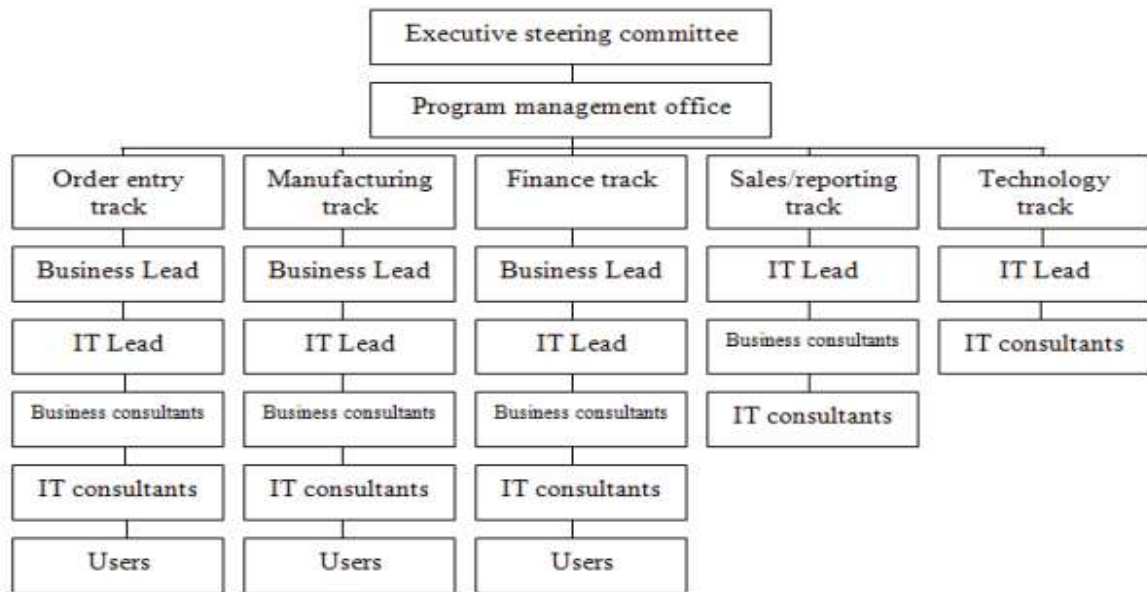 Executive steering committee
Program management office
Order entry
track
Manufacturing
track
Finance track
Sales/reporting
track
Technology
track
Business Lead
Business Lead
Business Lead
IT Lead
IT Lead
IT Lead
IT Lead
IT Lead
Business consultants
IT consultants
Business consultants
Business consultants
Business consultants
IT consultants
IT consultants
IT consultants
IT consultants
Users
Users
Users